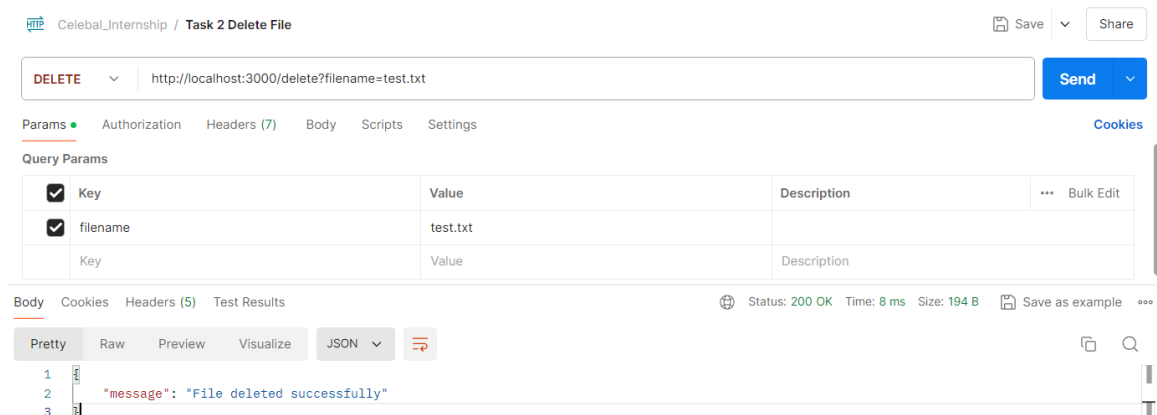 HTTP Celebal_Internship / Task 2 Delete File Save Share
DELETE http://localhost:3000/delete?filename=test.txt Send
Params Authorization Headers (7) Body Scripts Settings Cookies
Query Params
Key Value Description ••• Bulk Edit
filename test.txt
Key Value Description
Body Cookies Headers (5) Test Results Status: 200 OK Time: 8 ms Size: 194 B Save as example
Pretty Raw Preview Visualize JSON
1 {
2 "message": "File deleted successfully"
3 }